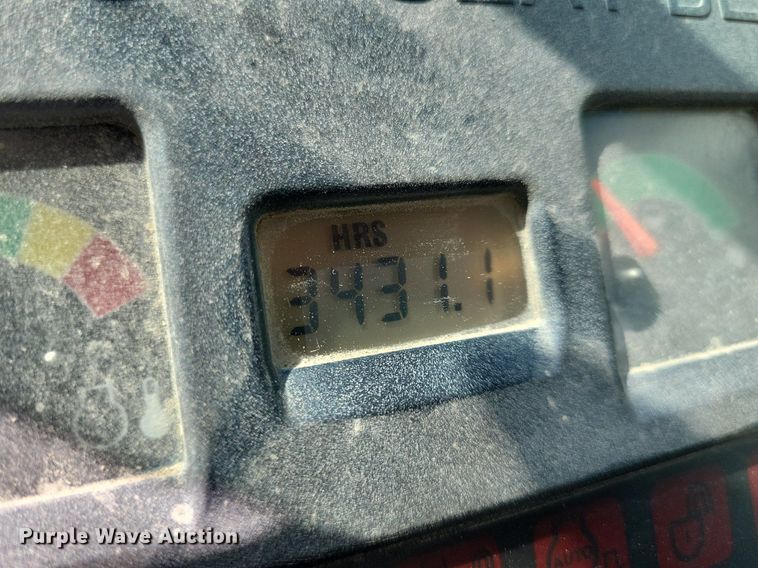 HRS
3431.1
Purple Wave Auction®